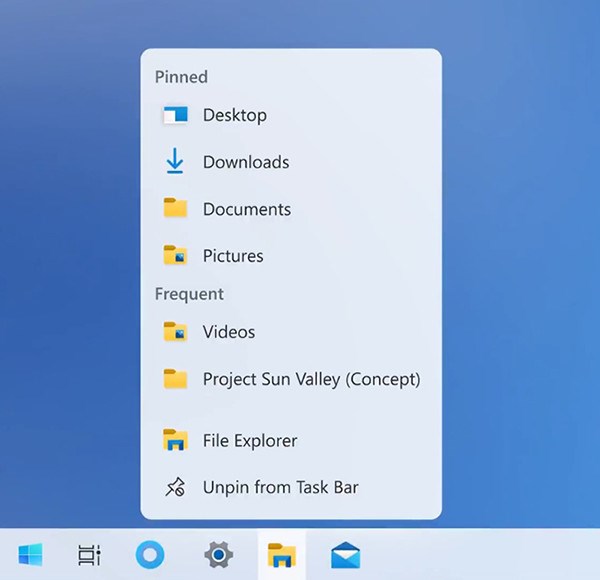 Pinned
Desktop
Downloads
Documents
Pictures
Frequent
Videos
Project Sun Valley (Concept)
File Explorer
Unpin from Task Bar